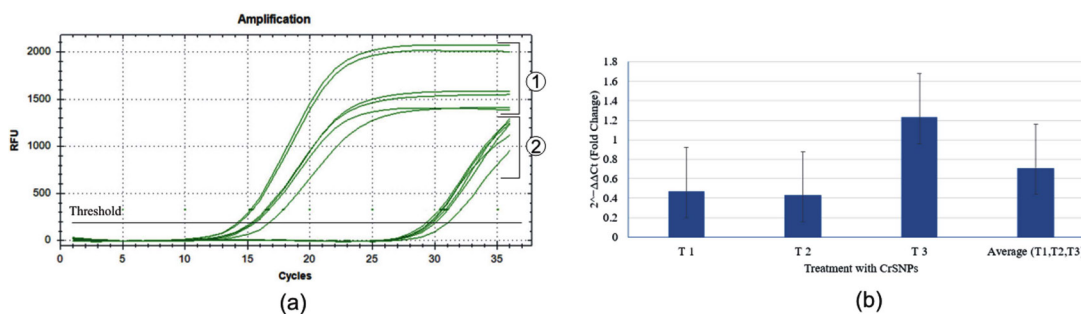 Amplification
2000
1500
1000
500
0
RFU
Threshold
1
2
0 5 10 15 20 25 30 35
Cycles
(a)
1.8
1.6
1.4
1.2
1
0.8
0.6
0.4
0.2
0
2^–ΔΔCt (Fold Change)
T 1 T 2 T 3 Average (T1,T2,T3
Treatment with CrSNPs
(b)